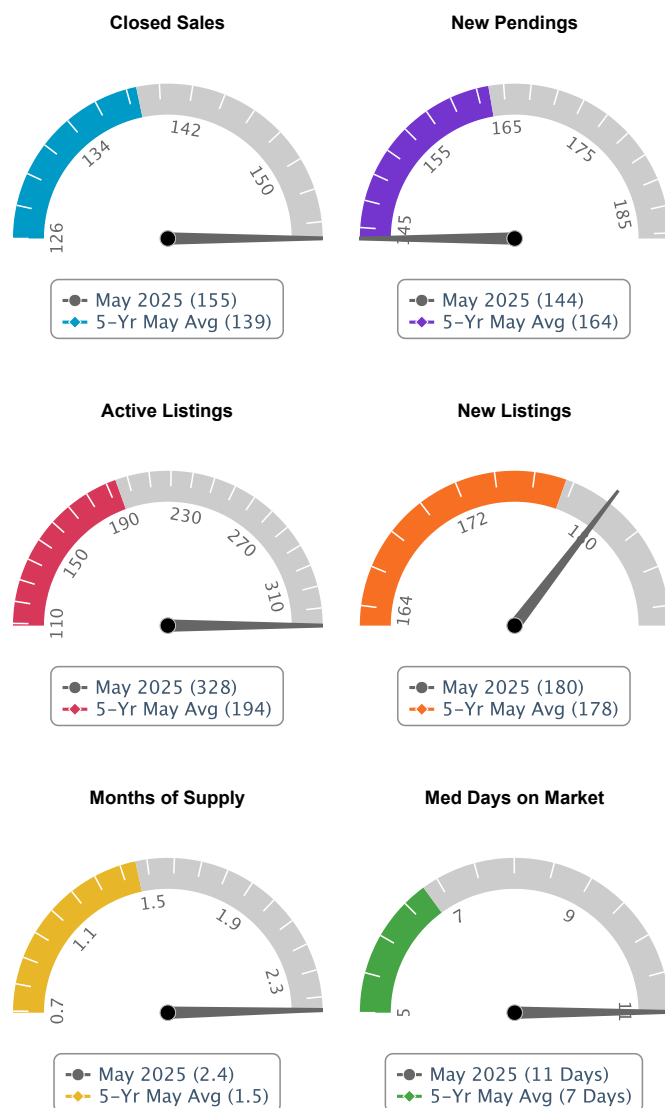 Closed Sales
126
134
142
150
May 2025 (155)
5-Yr May Avg (139)
New Pendings
145
155
165
175
185
May 2025 (144)
5-Yr May Avg (164)
Active Listings
110
150
190
230
270
310
May 2025 (328)
5-Yr May Avg (194)
New Listings
164
172
180
May 2025 (180)
5-Yr May Avg (178)
Months of Supply
0.7
1.1
1.5
1.9
2.3
May 2025 (2.4)
5-Yr May Avg (1.5)
Med Days on Market
5
7
9
11
May 2025 (11 Days)
5-Yr May Avg (7 Days)